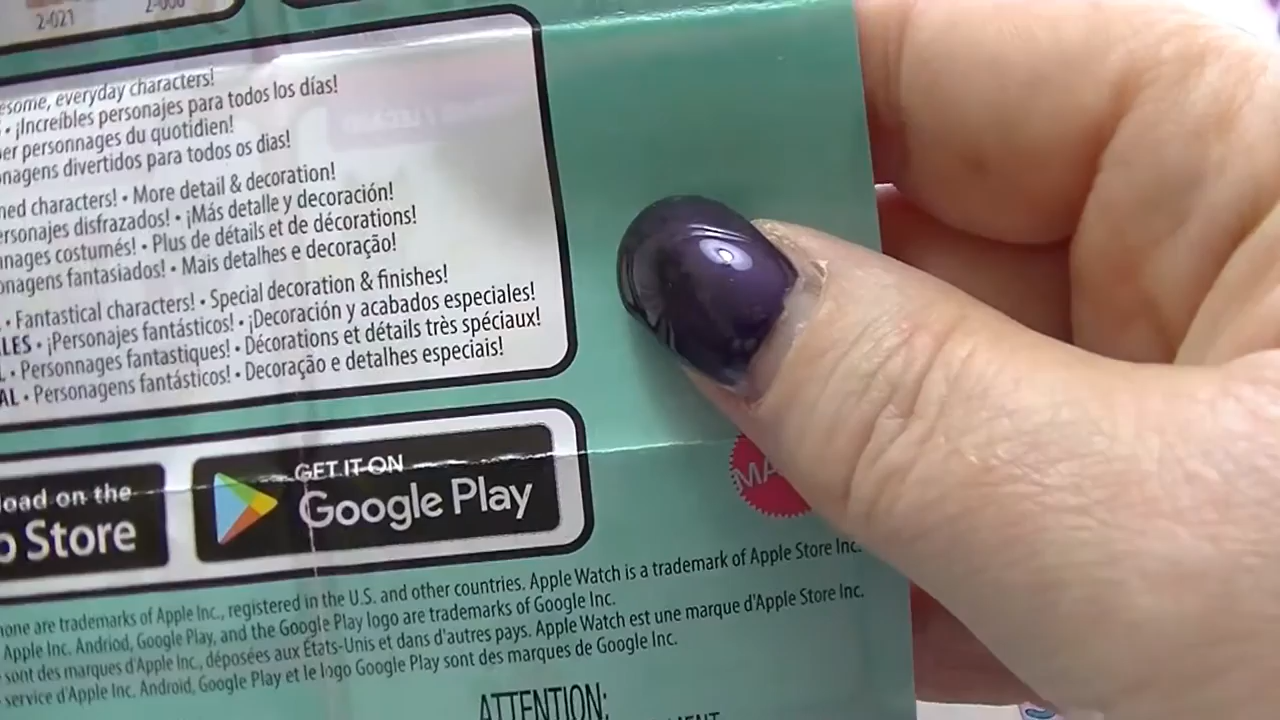 2-021
esome, everyday characters!
• ¡Increíbles personajes para todos los días!
er personnages du quotidien!
nagens divertidos para todos os dias!
ned characters! • More detail & decoration!
ersonajes disfrazados! • ¡Más detalle y decoración!
nages costumés! • Plus de détails et de décorations!
onagens fantasiados! • Mais detalhes e decoração!
• Fantastical characters! • Special decoration & finishes!
LES • ¡Personajes fantásticos! • ¡Decoración y acabados especiales!
L • Personnages fantastiques! • Décorations et détails très spéciaux!
AL • Personagens fantásticos! • Decoração e detalhes especiais!
oad on the
p Store
GET IT ON
Google Play
MA
hone are trademarks of Apple Inc., registered in the U.S. and other countries. Apple Watch is a trademark of Apple Store Inc.
Apple Inc. Andriod, Google Play, and the Google Play logo are trademarks of Google Inc.
sont des marques d'Apple Inc., déposées aux États-Unis et dans d'autres pays. Apple Watch est une marque d'Apple Store Inc.
service d'Apple Inc. Android, Google Play et le logo Google Play sont des marques de Google Inc.
ATTENTION:
MENT